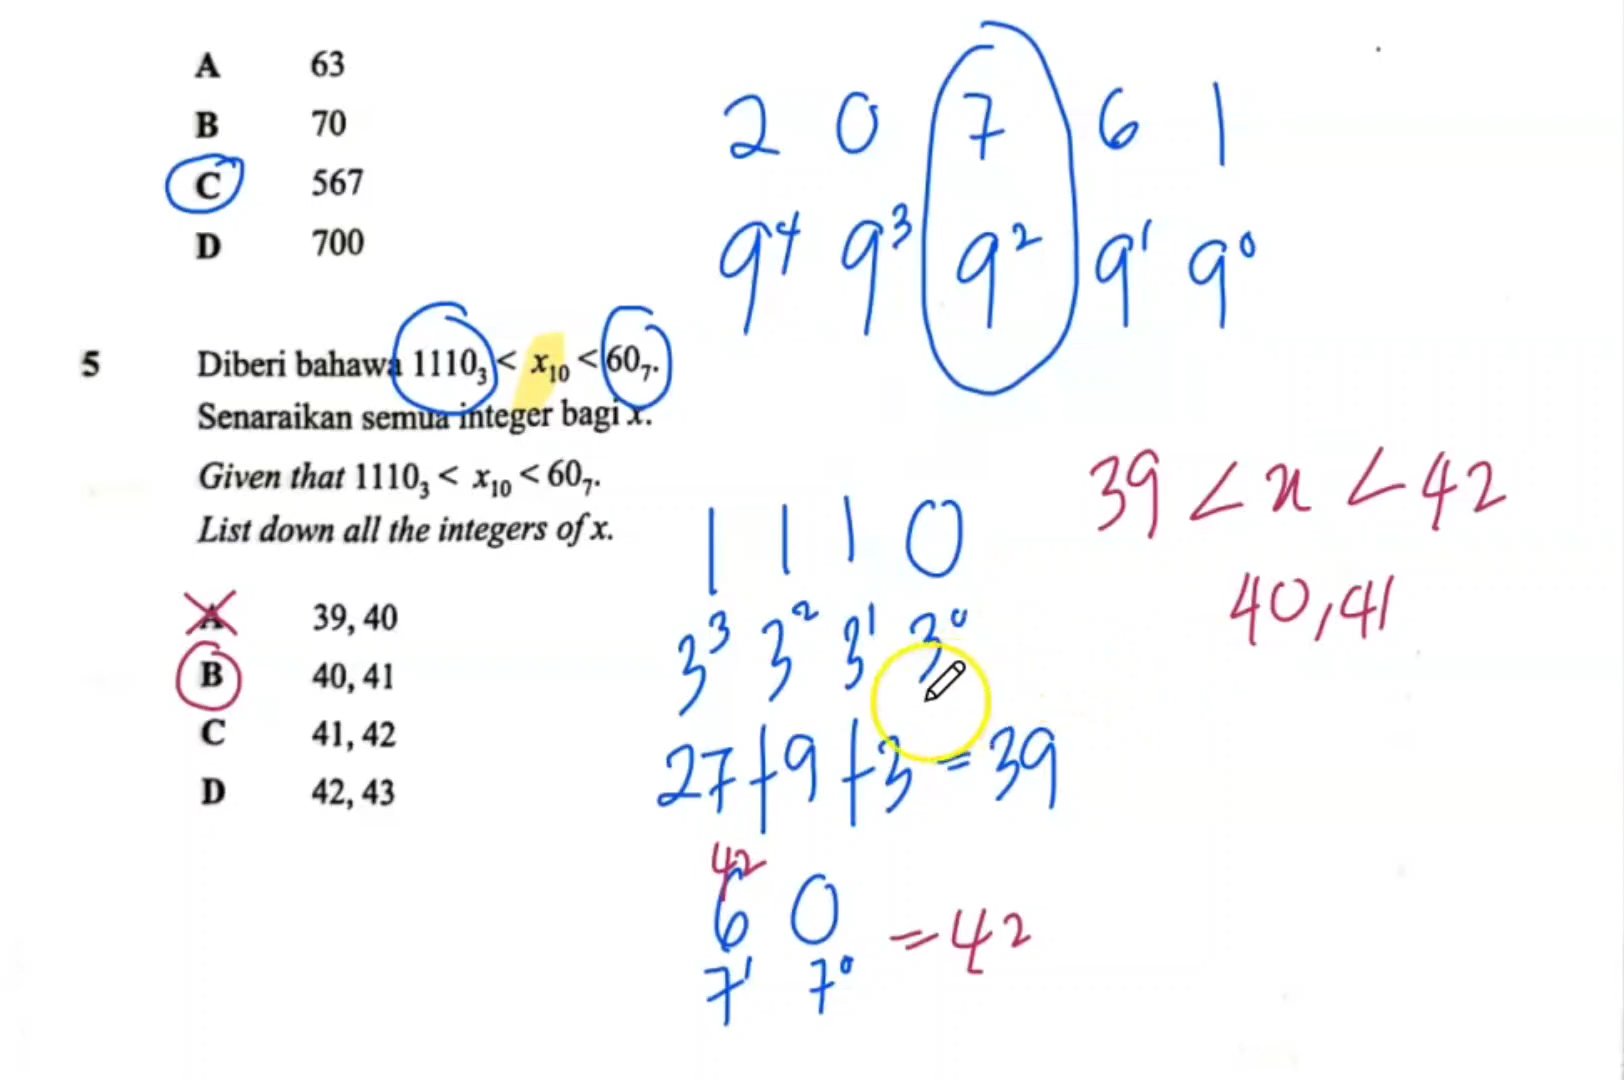 A 63
B 70
C 567
D 700
2 0 7 6 1
9⁴ 9³ 9² 9¹ 9⁰
5 Diberi bahawa 1110₃ < x₁₀ < 60₇.
Senaraikan semua integer bagi x.
Given that 1110₃ < x₁₀ < 60₇.
List down all the integers of x.
A 39, 40
B 40, 41
C 41, 42
D 42, 43
1 1 1 0
3³ 3² 3¹ 3⁰
27 + 9 + 3 = 39
42
6 0 = 42
7¹ 7⁰
39 < x < 42
40, 41